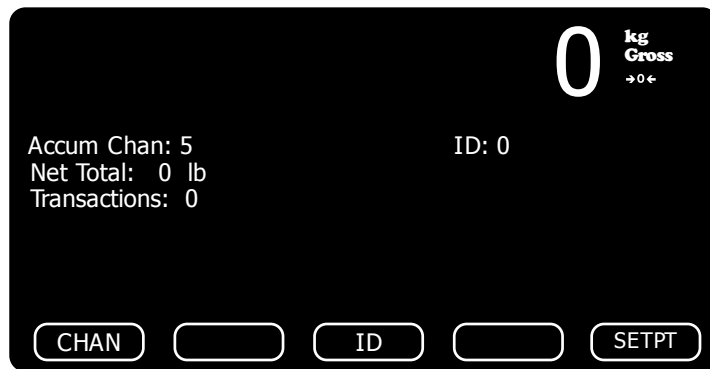 0 kg
Gross
→0←
Accum Chan: 5 ID: 0
Net Total: 0 lb
Transactions: 0
CHAN ID SETPT